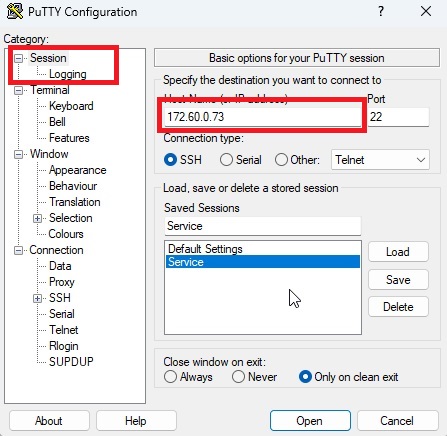 PuTTY Configuration
Category:
Session
Logging
Terminal
Keyboard
Bell
Features
Window
Appearance
Behaviour
Translation
Selection
Colours
Connection
Data
Proxy
SSH
Serial
Telnet
Rlogin
SUPDUP
Basic options for your PuTTY session
Specify the destination you want to connect to
Host Name (or IP address) Port
172.60.0.73 22
Connection type:
SSH Serial Other: Telnet
Load, save or delete a stored session
Saved Sessions
Service
Default Settings
Service
Load
Save
Delete
Close window on exit:
Always Never Only on clean exit
About Help Open Cancel